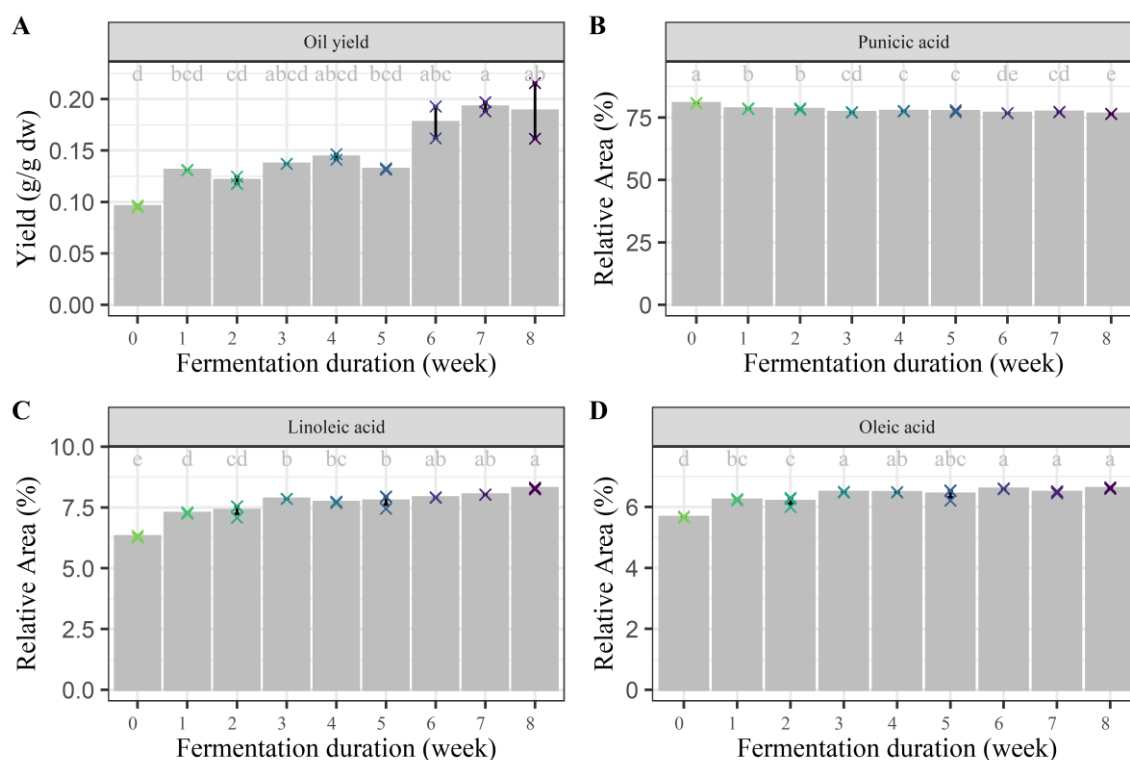 A
Oil yield
d bcd cd abcd abcd bcd abc a ab
Yield (g/g dw)
0.20
0.15
0.10
0.05
0.00
0 1 2 3 4 5 6 7 8
Fermentation duration (week)
B
Punicic acid
a b b cd c c de cd e
Relative Area (%)
75
50
25
0
0 1 2 3 4 5 6 7 8
Fermentation duration (week)
C
Linoleic acid
e d cd b bc b ab ab a
Relative Area (%)
10.0
7.5
5.0
2.5
0.0
0 1 2 3 4 5 6 7 8
Fermentation duration (week)
D
Oleic acid
d bc c a ab abc a a a
Relative Area (%)
6
4
2
0
0 1 2 3 4 5 6 7 8
Fermentation duration (week)